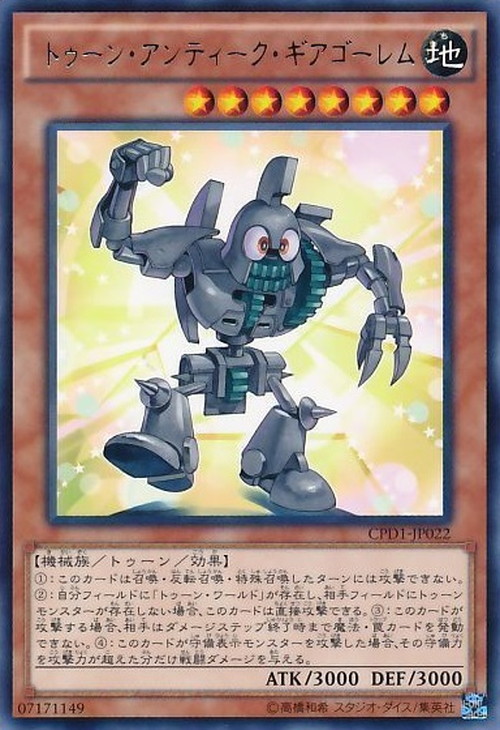 トゥーン・アンティーク・ギアゴーレム 地
CPD1-JP022
【機械族／トゥーン／効果】
①：このカードは召喚・反転召喚・特殊召喚したターンには攻撃できない。
②：自分フィールドに「トゥーン・ワールド」が存在し、相手フィールドにトゥーン
モンスターが存在しない場合、このカードは直接攻撃できる。③：このカードが
攻撃する場合、相手はダメージステップ終了時まで魔法・罠カードを発動
できない。④：このカードが守備表示モンスターを攻撃した場合、その守備力
を攻撃力が超えた分だけ戦闘ダメージを与える。
ATK/3000 DEF/3000
07171149
©高橋和希 スタジオ・ダイス/集英社